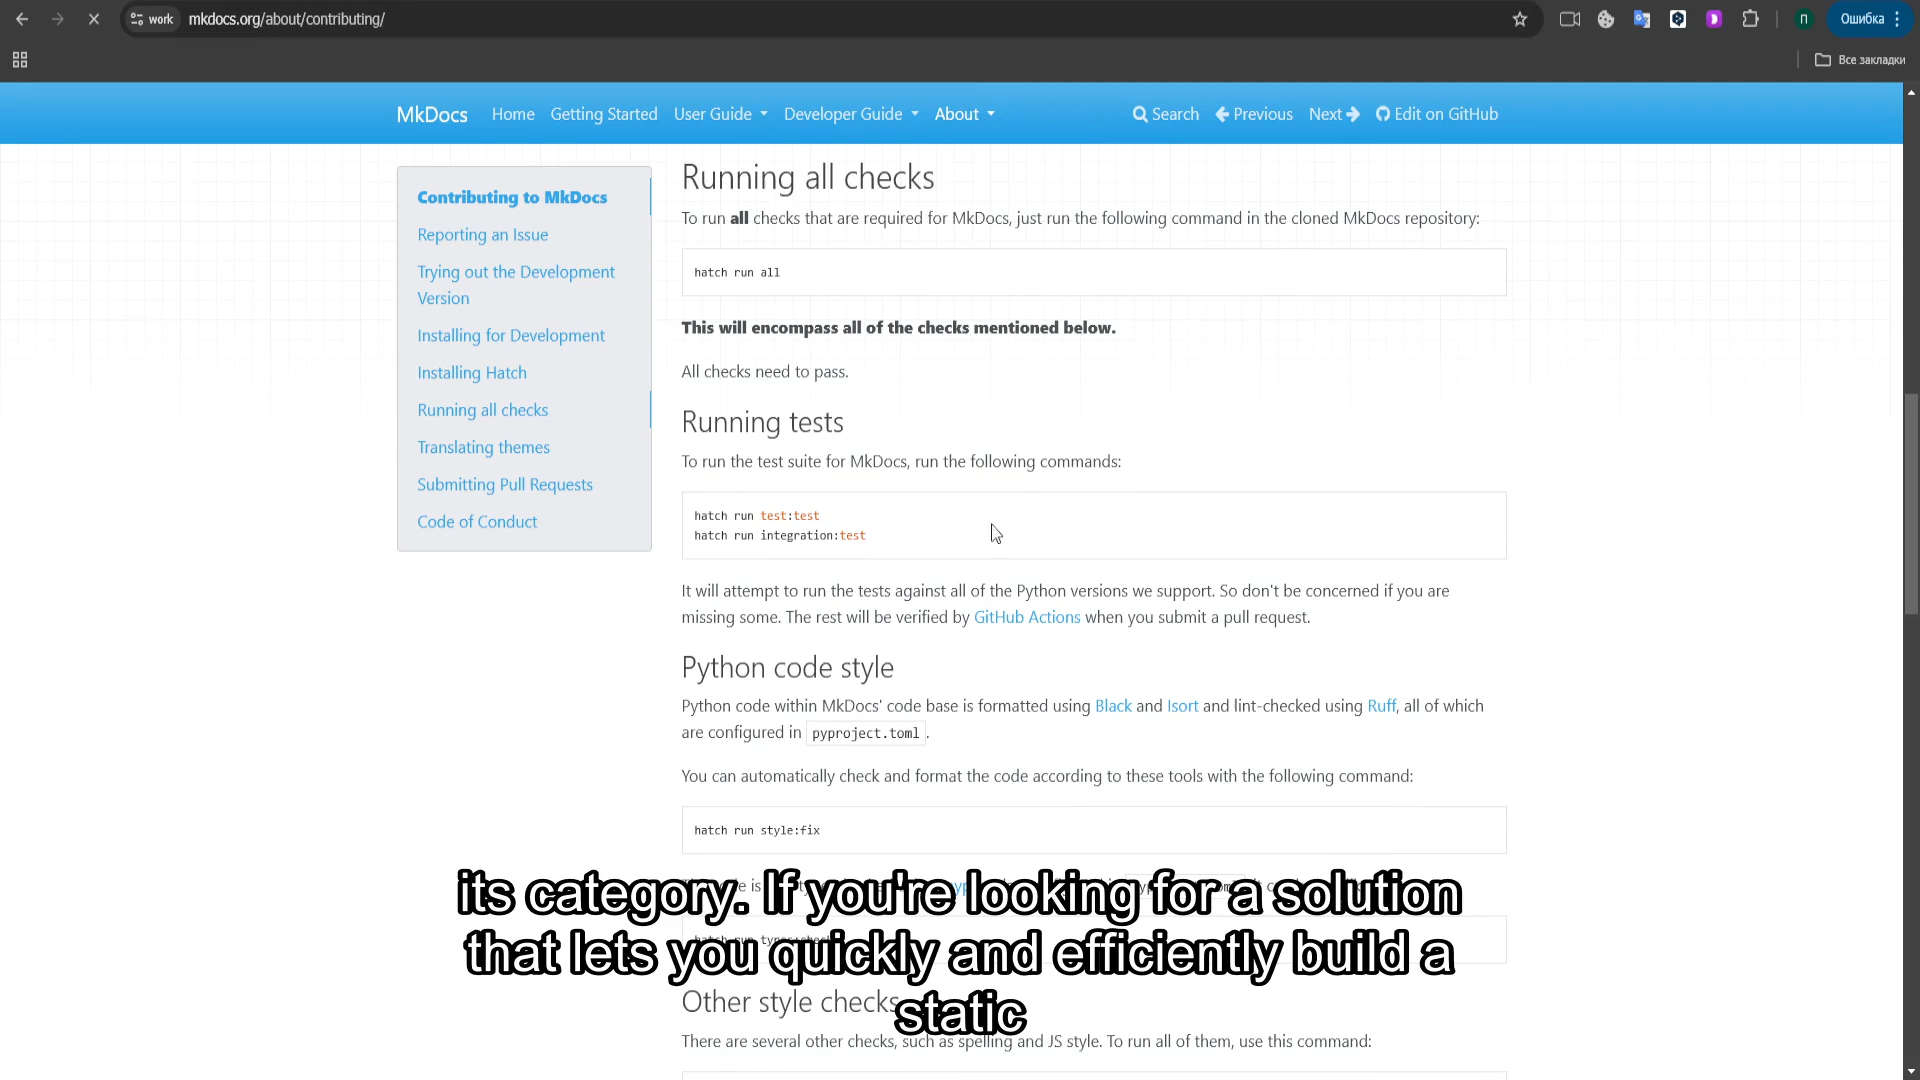 work mkdocs.org/about/contributing/ П Ошибка
Все закладки
MkDocs Home Getting Started User Guide Developer Guide About Search Previous Next Edit on GitHub
Contributing to MkDocs
Reporting an Issue
Trying out the Development
Version
Installing for Development
Installing Hatch
Running all checks
Translating themes
Submitting Pull Requests
Code of Conduct
Running all checks
To run all checks that are required for MkDocs, just run the following command in the cloned MkDocs repository:
hatch run all
This will encompass all of the checks mentioned below.
All checks need to pass.
Running tests
To run the test suite for MkDocs, run the following commands:
hatch run test:test
hatch run integration:test
It will attempt to run the tests against all of the Python versions we support. So don't be concerned if you are
missing some. The rest will be verified by GitHub Actions when you submit a pull request.
Python code style
Python code within MkDocs' code base is formatted using Black and Isort and lint-checked using Ruff, all of which
are configured in pyproject.toml.
You can automatically check and format the code according to these tools with the following command:
hatch run style:fix
its category. If you're looking for a solution
that lets you quickly and efficiently build a
static
Other style checks
There are several other checks, such as spelling and JS style. To run all of them, use this command: